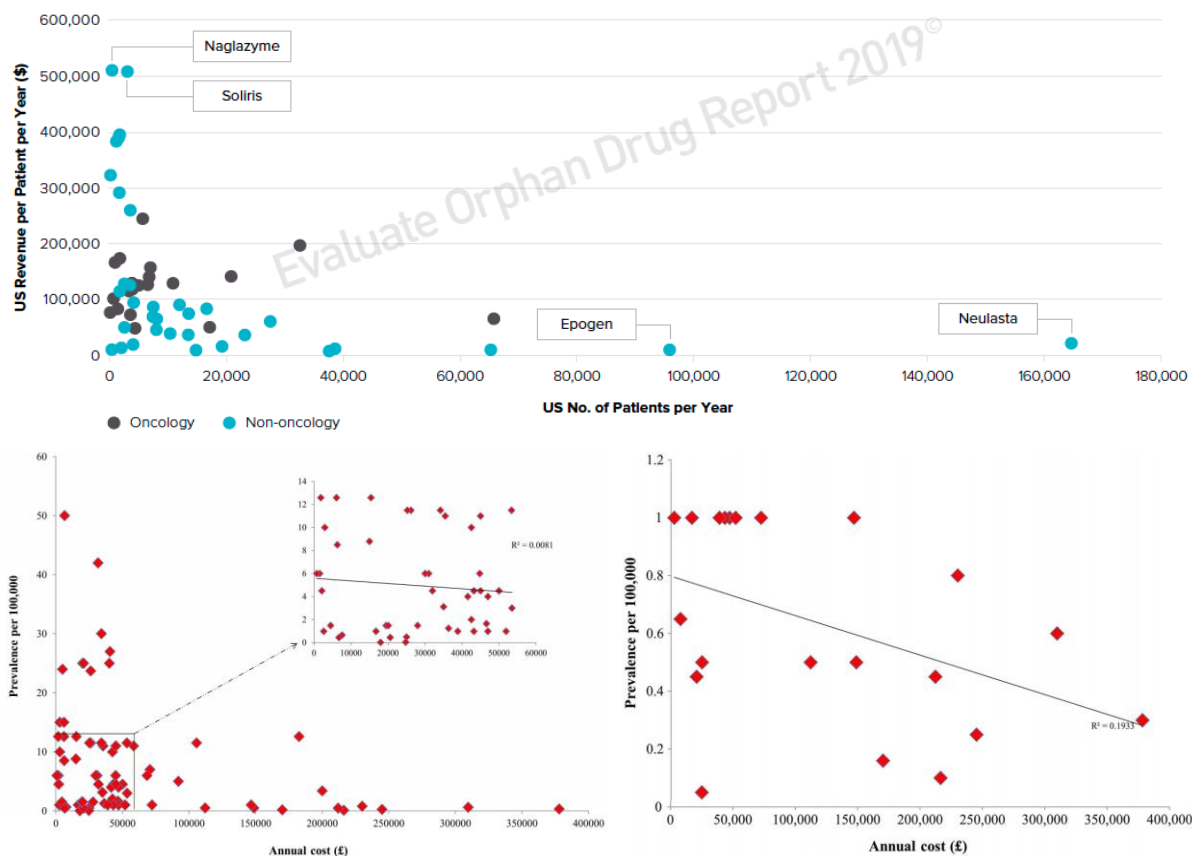 600,000
500,000
400,000
300,000
200,000
100,000
0
US Revenue per Patient per Year ($)
Naglazyme
Soliris
Evaluate Orphan Drug Report 2019©
Epogen
Neulasta
0 20,000 40,000 60,000 80,000 100,000 120,000 140,000 160,000 180,000
US No. of Patients per Year
Oncology Non-oncology
60
50
40
30
20
10
0
Prevalence per 100,000
0 50000 100000 150000 200000 250000 300000 350000 400000
Annual cost (£)
14
12
10
8
6
4
2
0
R² = 0.0081
0 10000 20000 30000 40000 50000 60000
1.2
1
0.8
0.6
0.4
0.2
0
Prevalence per 100,000
R² = 0.1933
0 50,000 100,000 150,000 200,000 250,000 300,000 350,000 400,000
Annual cost (£)